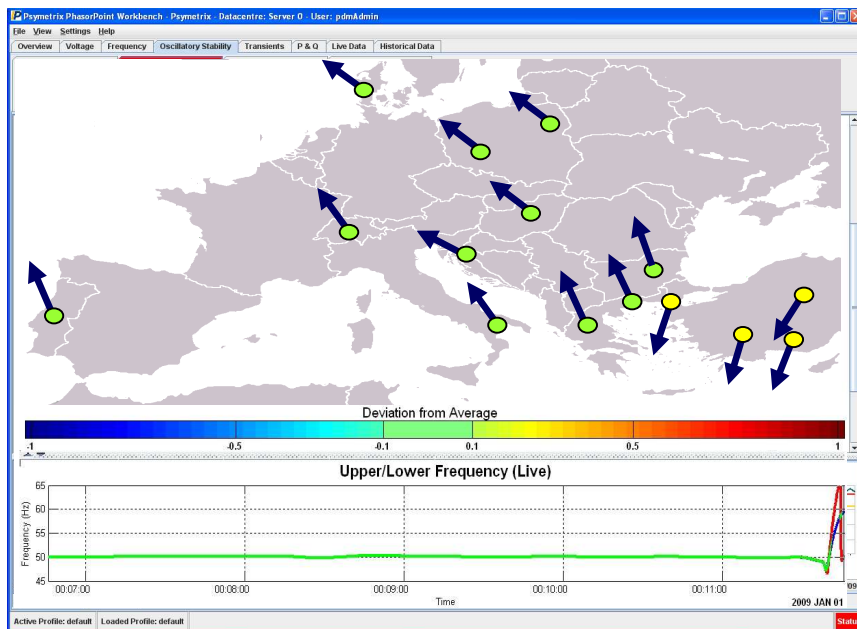 Psymetrix PhasorPoint Workbench - Psymetrix - Datacentre: Server 0 - User: pdmAdmin
File View Settings Help
Overview Voltage Frequency Oscillatory Stability Transients P & Q Live Data Historical Data
Deviation from Average
-1 -0.5 -0.1 0.1 0.5 1
Upper/Lower Frequency (Live)
Frequency (Hz)
65
60
55
50
45
00:07:00 00:08:00 00:09:00 00:10:00 00:11:00
Time
2009 JAN 01
Active Profile: default Loaded Profile: default
Statu